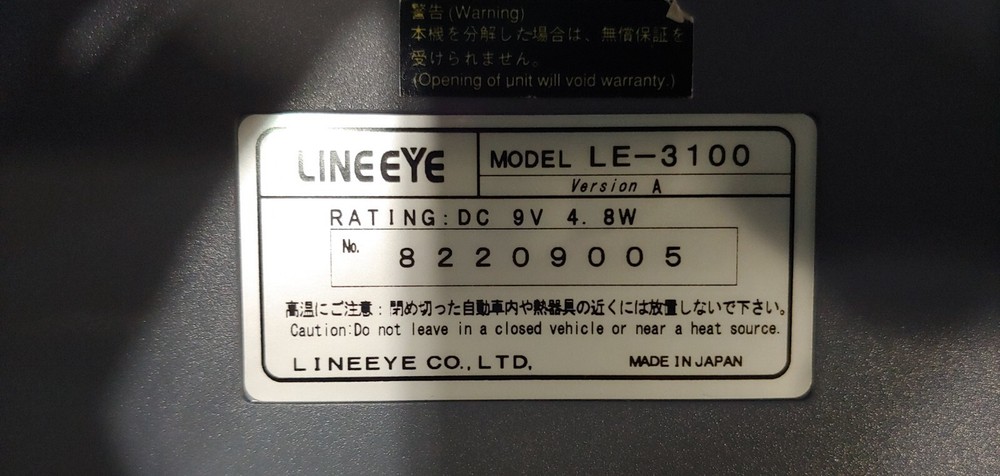 警告 (Warning)
本機を分解した場合は、無償保証を
受けられません。
(Opening of unit will void warranty.)
LINEEYE
MODEL LE-3100
Version A
RATING:DC 9V 4.8W
No. 82209005
高温にご注意：閉め切った自動車内や熱器具の近くには放置しないで下さい。
Caution:Do not leave in a closed vehicle or near a heat source.
LINEEYE CO.,LTD. MADE IN JAPAN